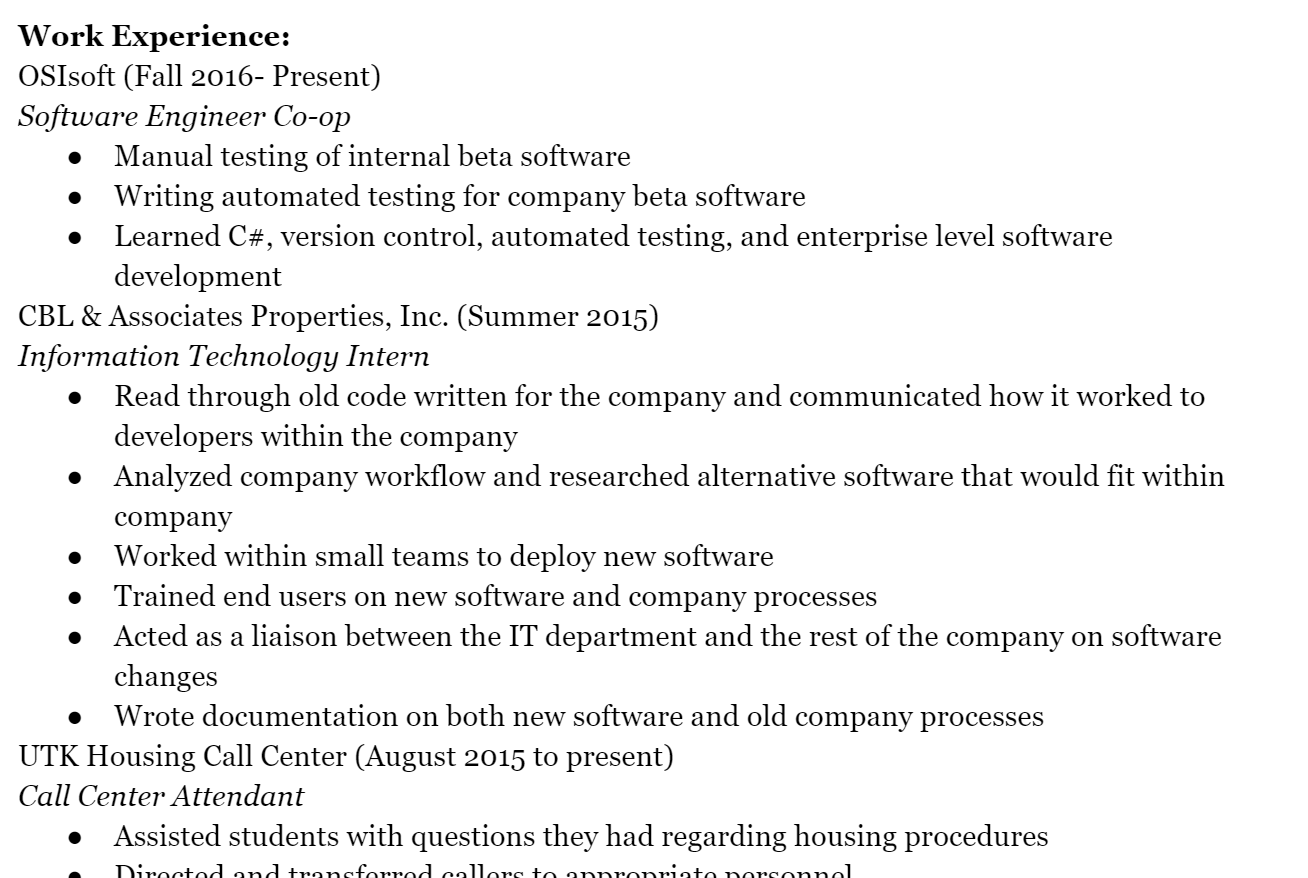 Work Experience:
OSIsoft (Fall 2016- Present)
Software Engineer Co-op
● Manual testing of internal beta software
● Writing automated testing for company beta software
● Learned C#, version control, automated testing, and enterprise level software
development
CBL & Associates Properties, Inc. (Summer 2015)
Information Technology Intern
● Read through old code written for the company and communicated how it worked to
developers within the company
● Analyzed company workflow and researched alternative software that would fit within
company
● Worked within small teams to deploy new software
● Trained end users on new software and company processes
● Acted as a liaison between the IT department and the rest of the company on software
changes
● Wrote documentation on both new software and old company processes
UTK Housing Call Center (August 2015 to present)
Call Center Attendant
● Assisted students with questions they had regarding housing procedures
● Directed and transferred callers to appropriate personnel